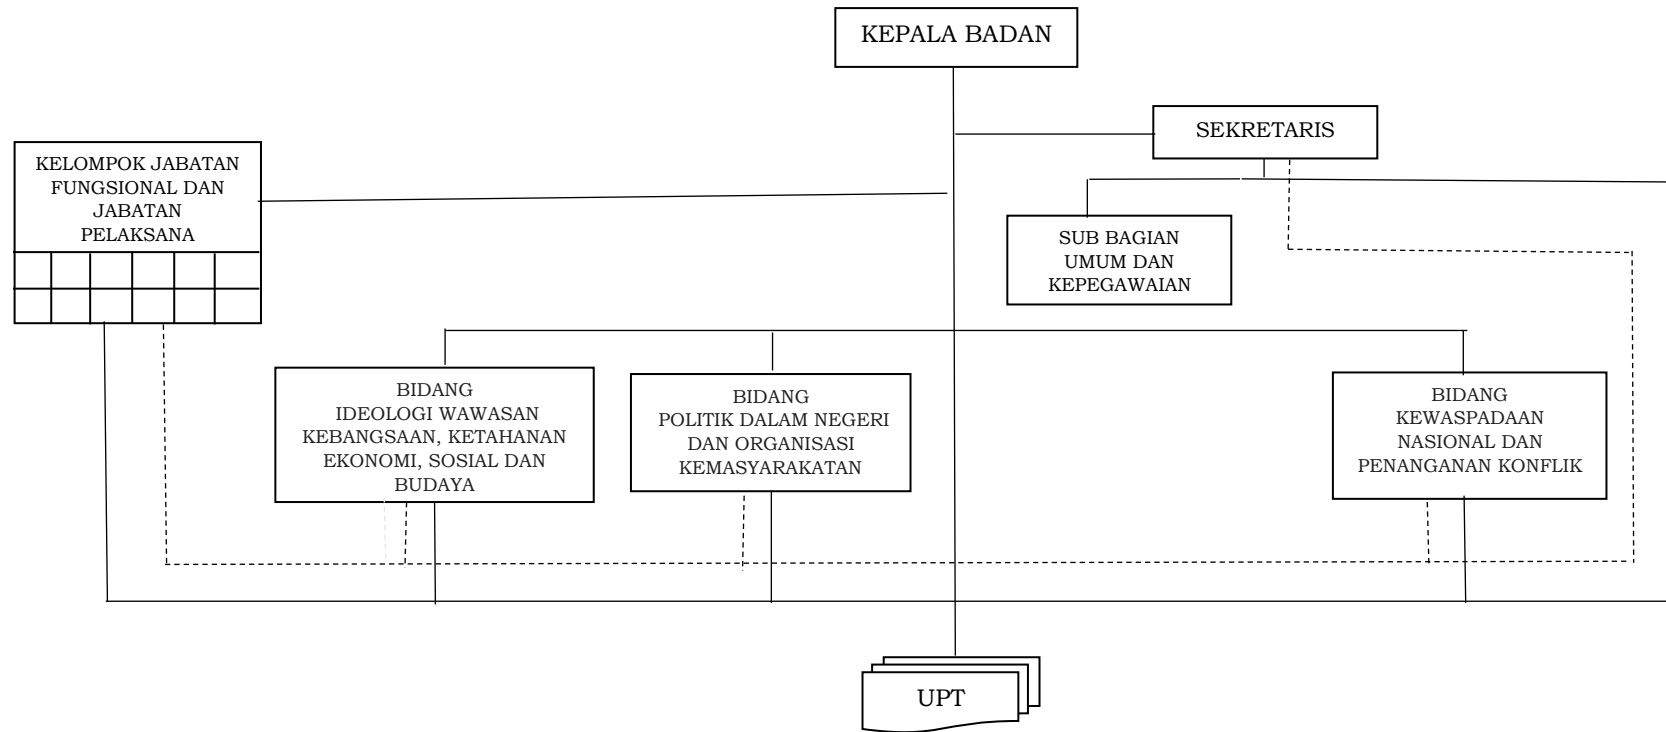 KEPALA BADAN
SEKRETARIS
KELOMPOK JABATAN
FUNGSIONAL DAN
JABATAN
PELAKSANA
SUB BAGIAN
UMUM DAN
KEPEGAWAIAN
BIDANG
IDEOLOGI WAWASAN
KEBANGSAAN, KETAHANAN
EKONOMI, SOSIAL DAN
BUDAYA
BIDANG
POLITIK DALAM NEGERI
DAN ORGANISASI
KEMASYARAKATAN
BIDANG
KEWASPADAAN
NASIONAL DAN
PENANGANAN KONFLIK
UPT